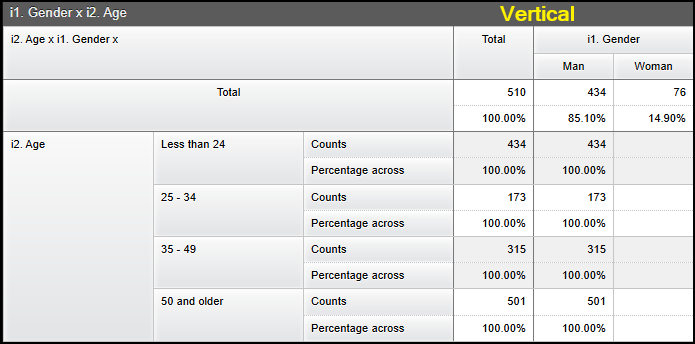 i1. Gender x i2. Age Vertical
i2. Age x i1. Gender x Total i1. Gender
Man Woman
Total 510 434 76
100.00% 85.10% 14.90%
i2. Age Less than 24 Counts 434 434
Percentage across 100.00% 100.00%
25 - 34 Counts 173 173
Percentage across 100.00% 100.00%
35 - 49 Counts 315 315
Percentage across 100.00% 100.00%
50 and older Counts 501 501
Percentage across 100.00% 100.00%